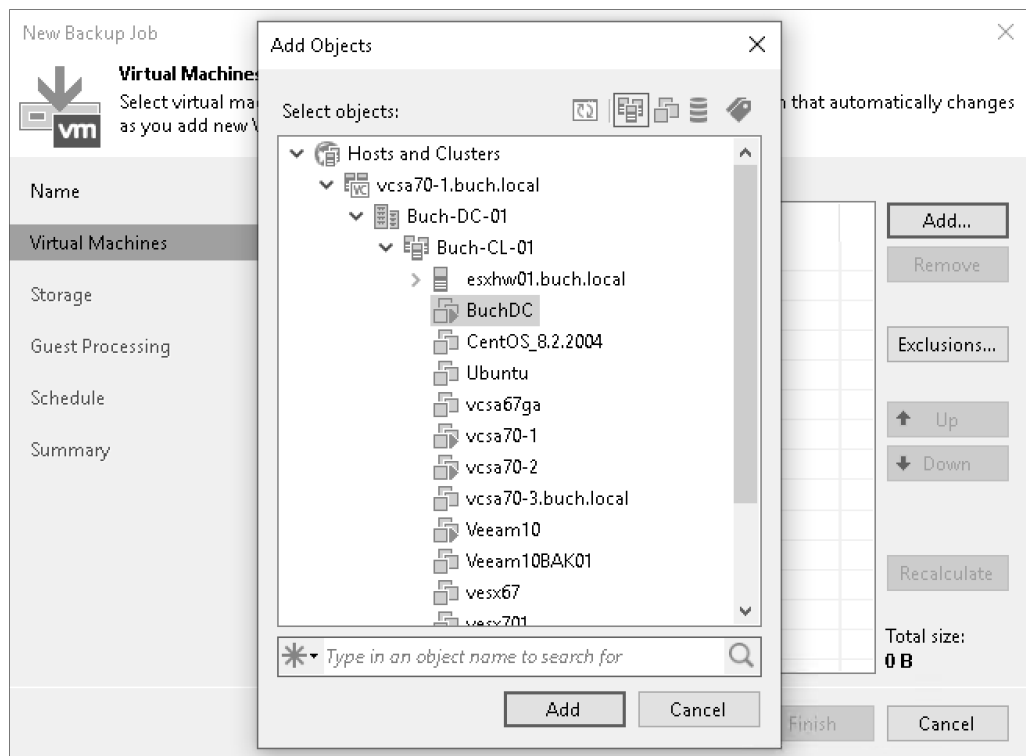 New Backup Job
Virtual Machines
Select virtual
as you add new
that automatically changes
Name
Virtual Machines
Storage
Guest Processing
Schedule
Summary
Add Objects
Select objects:
Hosts and Clusters
VC
vcsa70-1.buch.local
Buch-DC-01
Buch-CL-01
esxhw01.buch.local
BuchDC
CentOS_8.2.2004
Ubuntu
vcsa67ga
vcsa70-1
vcsa70-2
vcsa70-3.buch.local
Veeam10
Veeam10BAK01
vesx67
vesx701
Type in an object name to search for
Add
Cancel
Add...
Remove
Exclusions...
Up
Down
Recalculate
Total size:
0 B
Finish
Cancel
vm